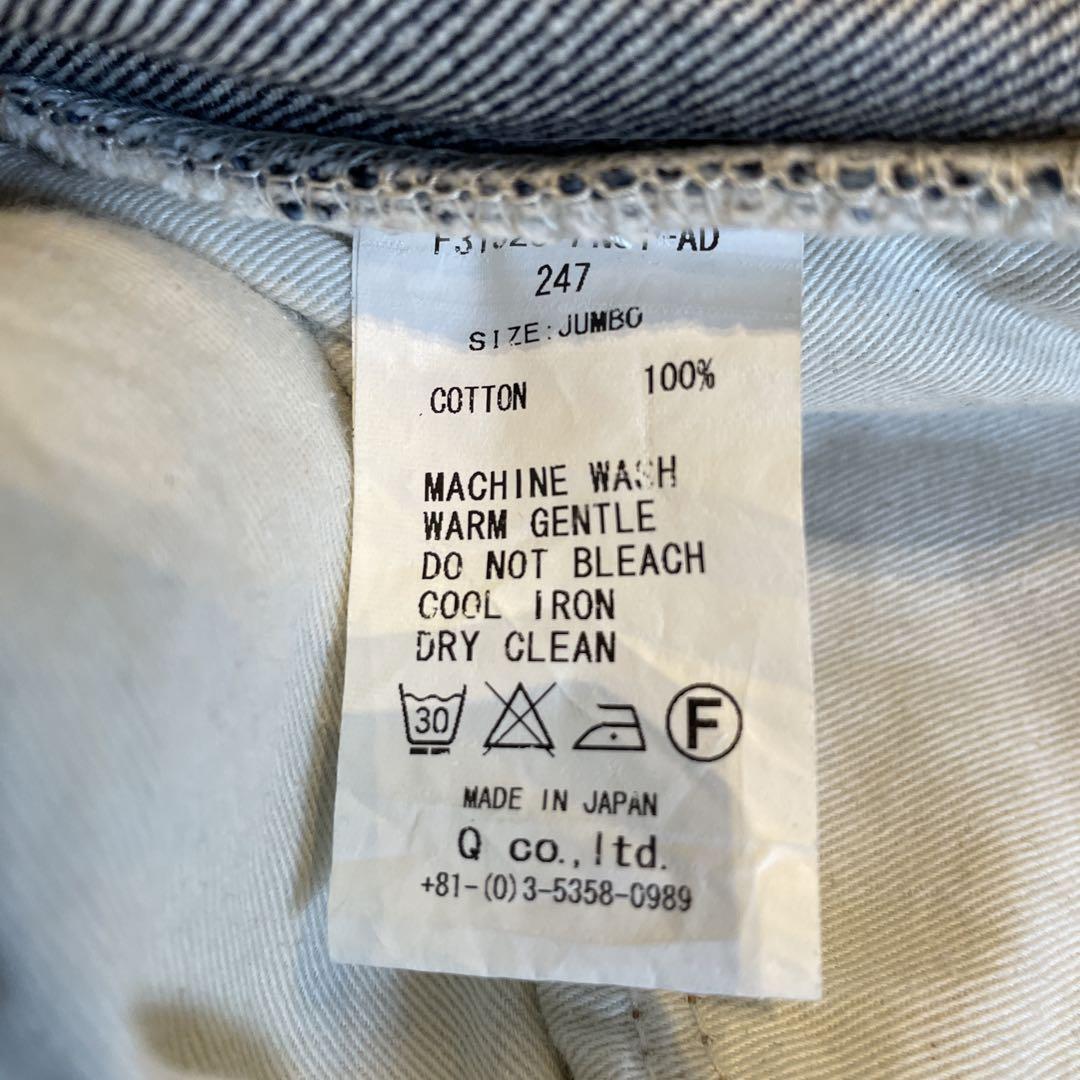 247
SIZE:JUMBO
COTTON 100%
MACHINE WASH
WARM GENTLE
DO NOT BLEACH
COOL IRON
DRY CLEAN
30 F
MADE IN JAPAN
Q co.,ltd.
+81-(0)3-5358-0989